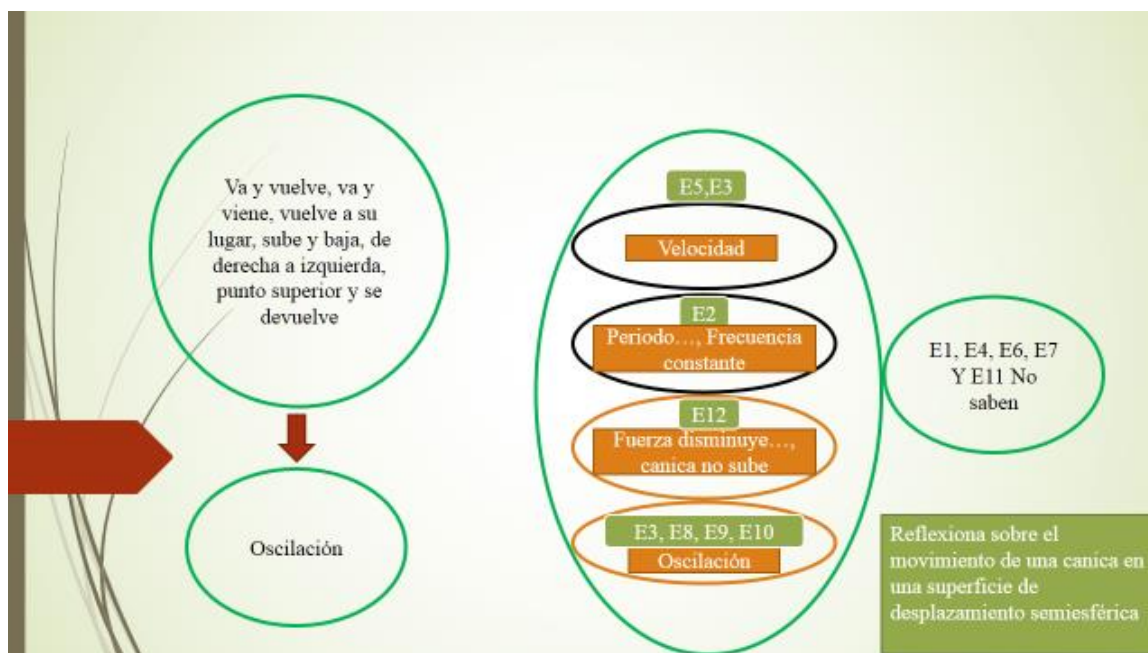 Va y vuelve, va y
viene, vuelve a su
lugar, sube y baja, de
derecha a izquierda,
punto superior y se
devuelve
Oscilación
E5,E3
Velocidad
E2
Periodo…, Frecuencia
constante
E12
Fuerza disminuye…,
canica no sube
E3, E8, E9, E10
Oscilación
E1, E4, E6, E7
Y E11 No
saben
Reflexiona sobre el
movimiento de una canica en
una superficie de
desplazamiento semiesférica